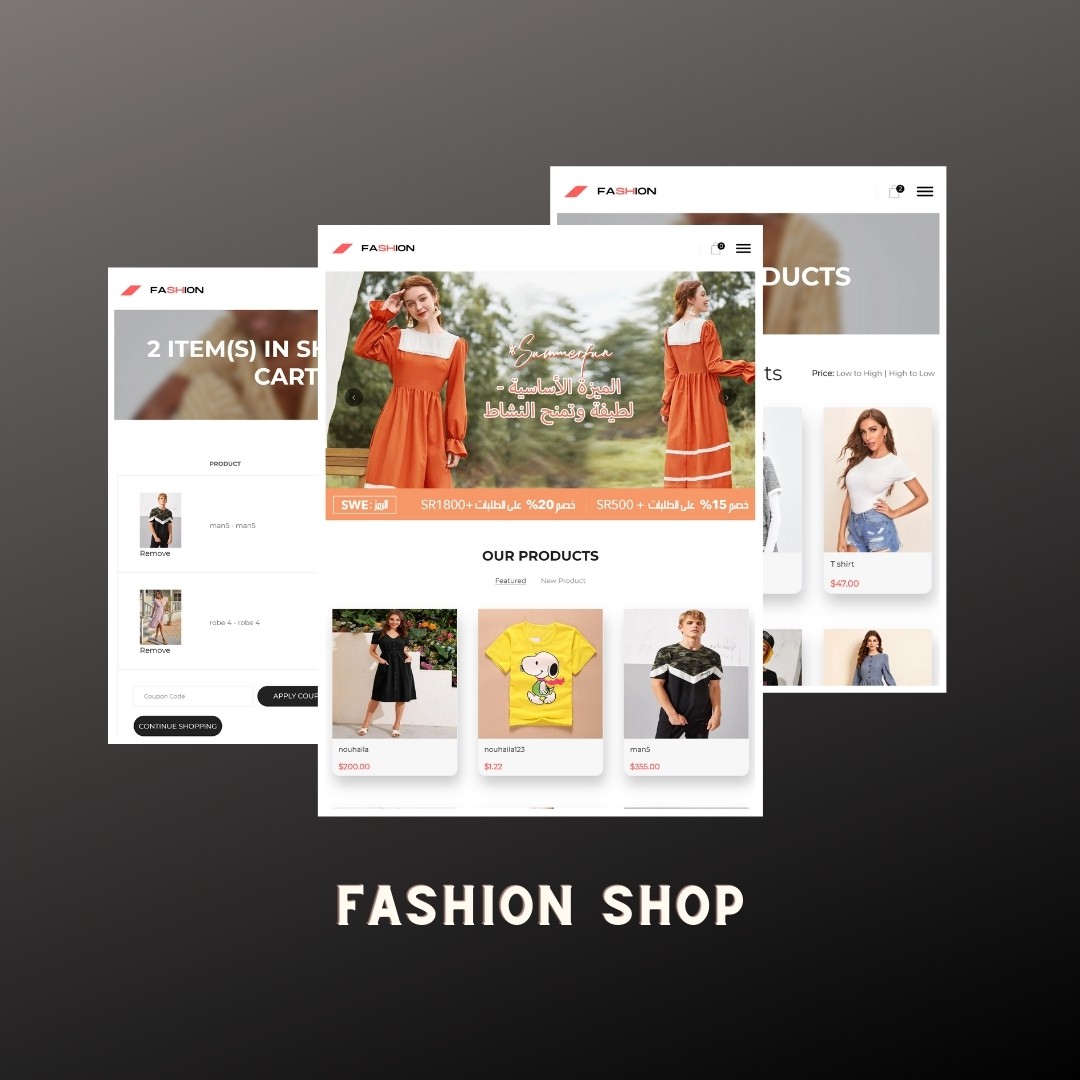 FASHION
2
DUCTS
ts
Price: Low to High | High to Low
T shirt
$47.00
FASHION
0
Summerfun
الميزة الأساسية -
لطيفة وتمنح النشاط
SWE : الرمز
خصم 20% على الطلبات +SR1800
خصم 15% على الطلبات + SR500
OUR PRODUCTS
Featured New Product
nouhaila
$200.00
nouhaila123
$1.22
man5
$355.00
FASHION
2 ITEM(S) IN SH
CART
PRODUCT
man5 - man5
Remove
robe 4 - robe 4
Remove
Coupon Code
APPLY COUP
CONTINUE SHOPPING
FASHION SHOP